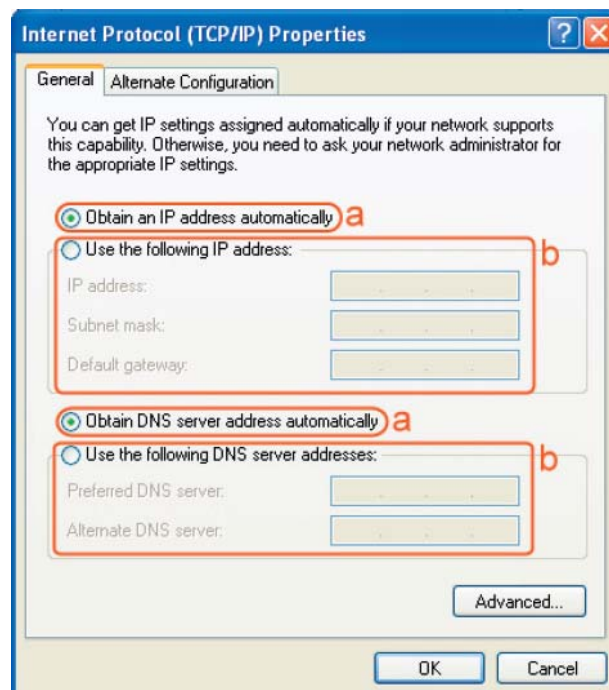 Internet Protocol (TCP/IP) Properties
General
Alternate Configuration
You can get IP settings assigned automatically if your network supports
this capability. Otherwise, you need to ask your network administrator for
the appropriate IP settings.
Obtain an IP address automatically a
Use the following IP address: b
IP address:
Subnet mask:
Default gateway:
Obtain DNS server address automatically a
Use the following DNS server addresses: b
Preferred DNS server:
Alternate DNS server:
Advanced...
OK
Cancel